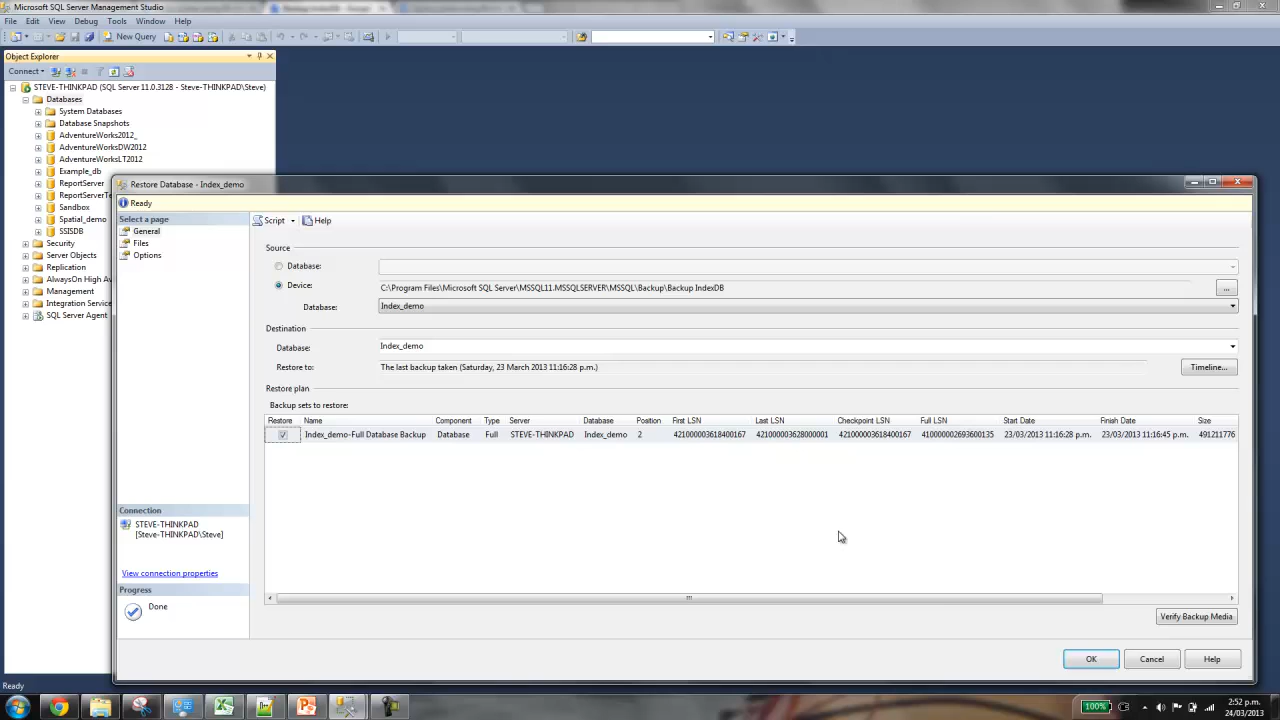 Microsoft SQL Server Management Studio
File Edit View Debug Tools Window Help
New Query
Object Explorer
Connect
STEVE-THINKPAD (SQL Server 11.0.3128 - Steve-THINKPAD\Steve)
Databases
System Databases
Database Snapshots
AdventureWorks2012_
AdventureWorksDW2012
AdventureWorksLT2012
Example_db
ReportServer
ReportServerTe
Sandbox
Spatial_demo
SSISDB
Security
Server Objects
Replication
AlwaysOn High Av
Management
Integration Service
SQL Server Agent
Restore Database - Index_demo
Ready
Select a page
General
Files
Options
Script Help
Source
Database:
Device: C:\Program Files\Microsoft SQL Server\MSSQL11.MSSQLSERVER\MSSQL\Backup\Backup IndexDB ...
Database: Index_demo
Destination
Database: Index_demo
Restore to: The last backup taken (Saturday, 23 March 2013 11:16:28 p.m.) Timeline...
Restore plan
Backup sets to restore:
Restore Name Component Type Server Database Position First LSN Last LSN Checkpoint LSN Full LSN Start Date Finish Date Size
Index_demo-Full Database Backup Database Full STEVE-THINKPAD Index_demo 2 421000003618400167 421000003628000001 421000003618400167 410000002693600135 23/03/2013 11:16:28 p.m. 23/03/2013 11:16:45 p.m. 491211776
Connection
STEVE-THINKPAD
[Steve-THINKPAD\Steve]
View connection properties
Progress
Done
Verify Backup Media
OK Cancel Help
Ready
100%
2:52 p.m.
24/03/2013